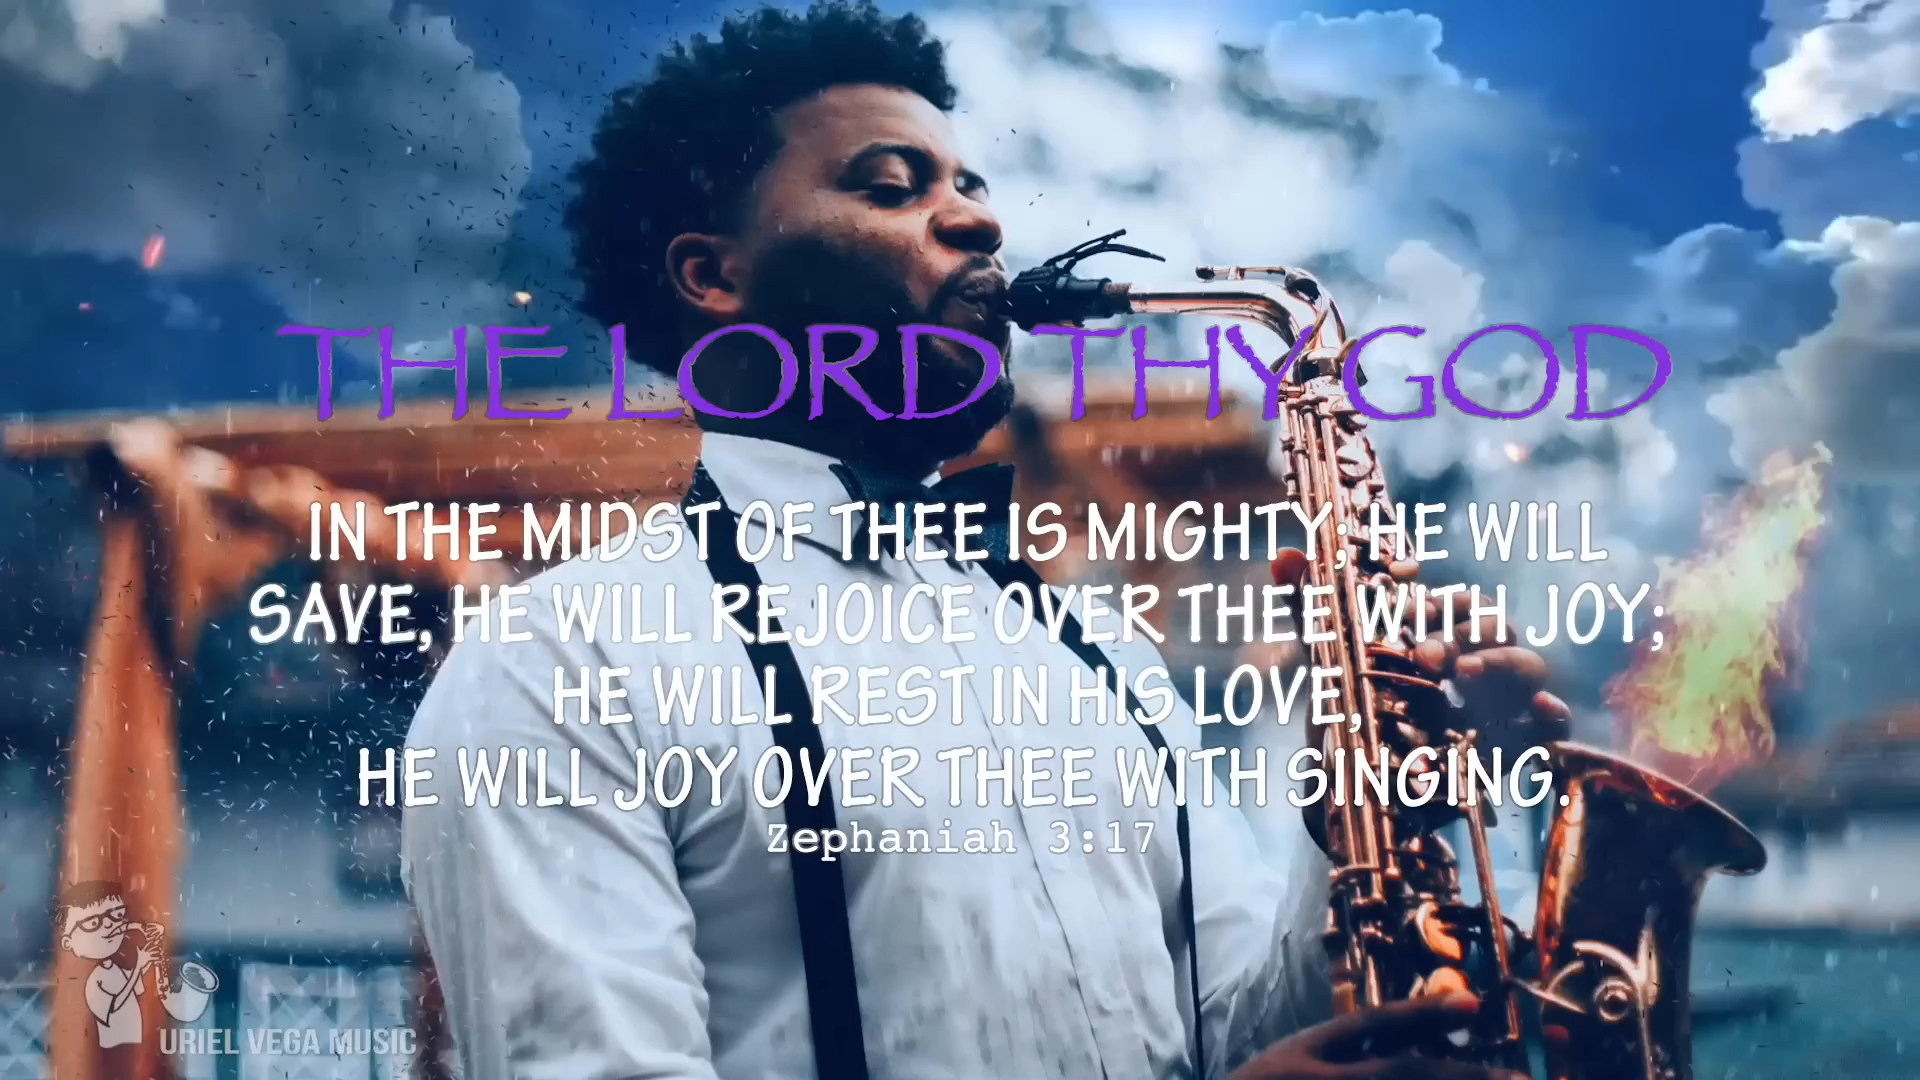 THE LORD THY GOD
IN THE MIDST OF THEE IS MIGHTY; HE WILL
SAVE, HE WILL REJOICE OVER THEE WITH JOY;
HE WILL REST IN HIS LOVE,
HE WILL JOY OVER THEE WITH SINGING.
Zephaniah 3:17
URIEL VEGA MUSIC